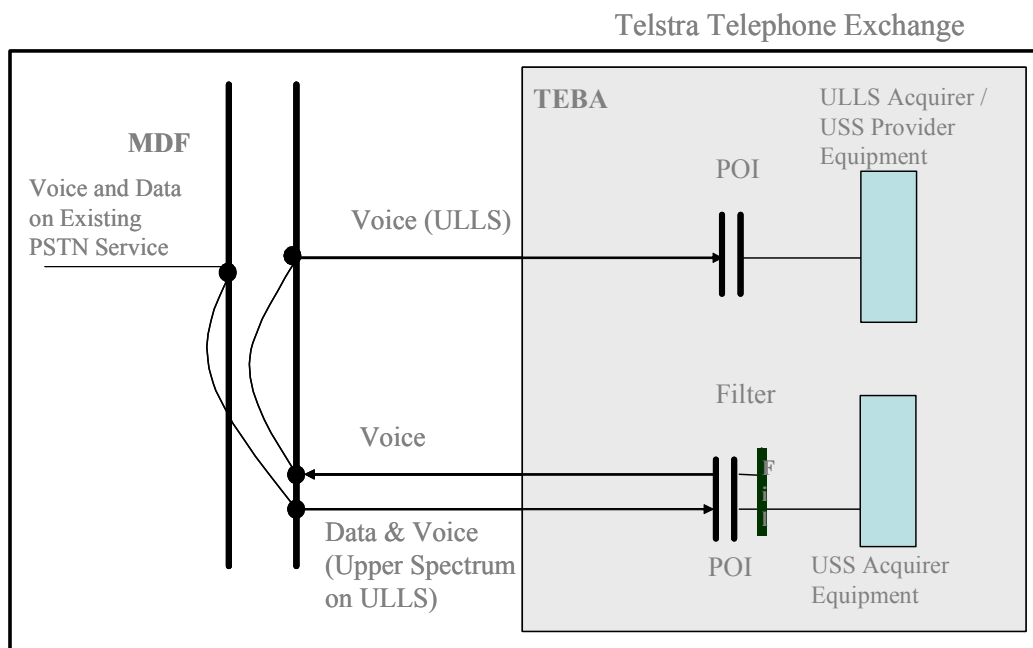 Telstra Telephone Exchange
TEBA
ULLS Acquirer /
USS Provider
Equipment
MDF
POI
Voice and Data
on Existing
PSTN Service
Voice (ULLS)
Filter
Voice
Fil
Data & Voice
(Upper Spectrum
on ULLS)
POI
USS Acquirer
Equipment